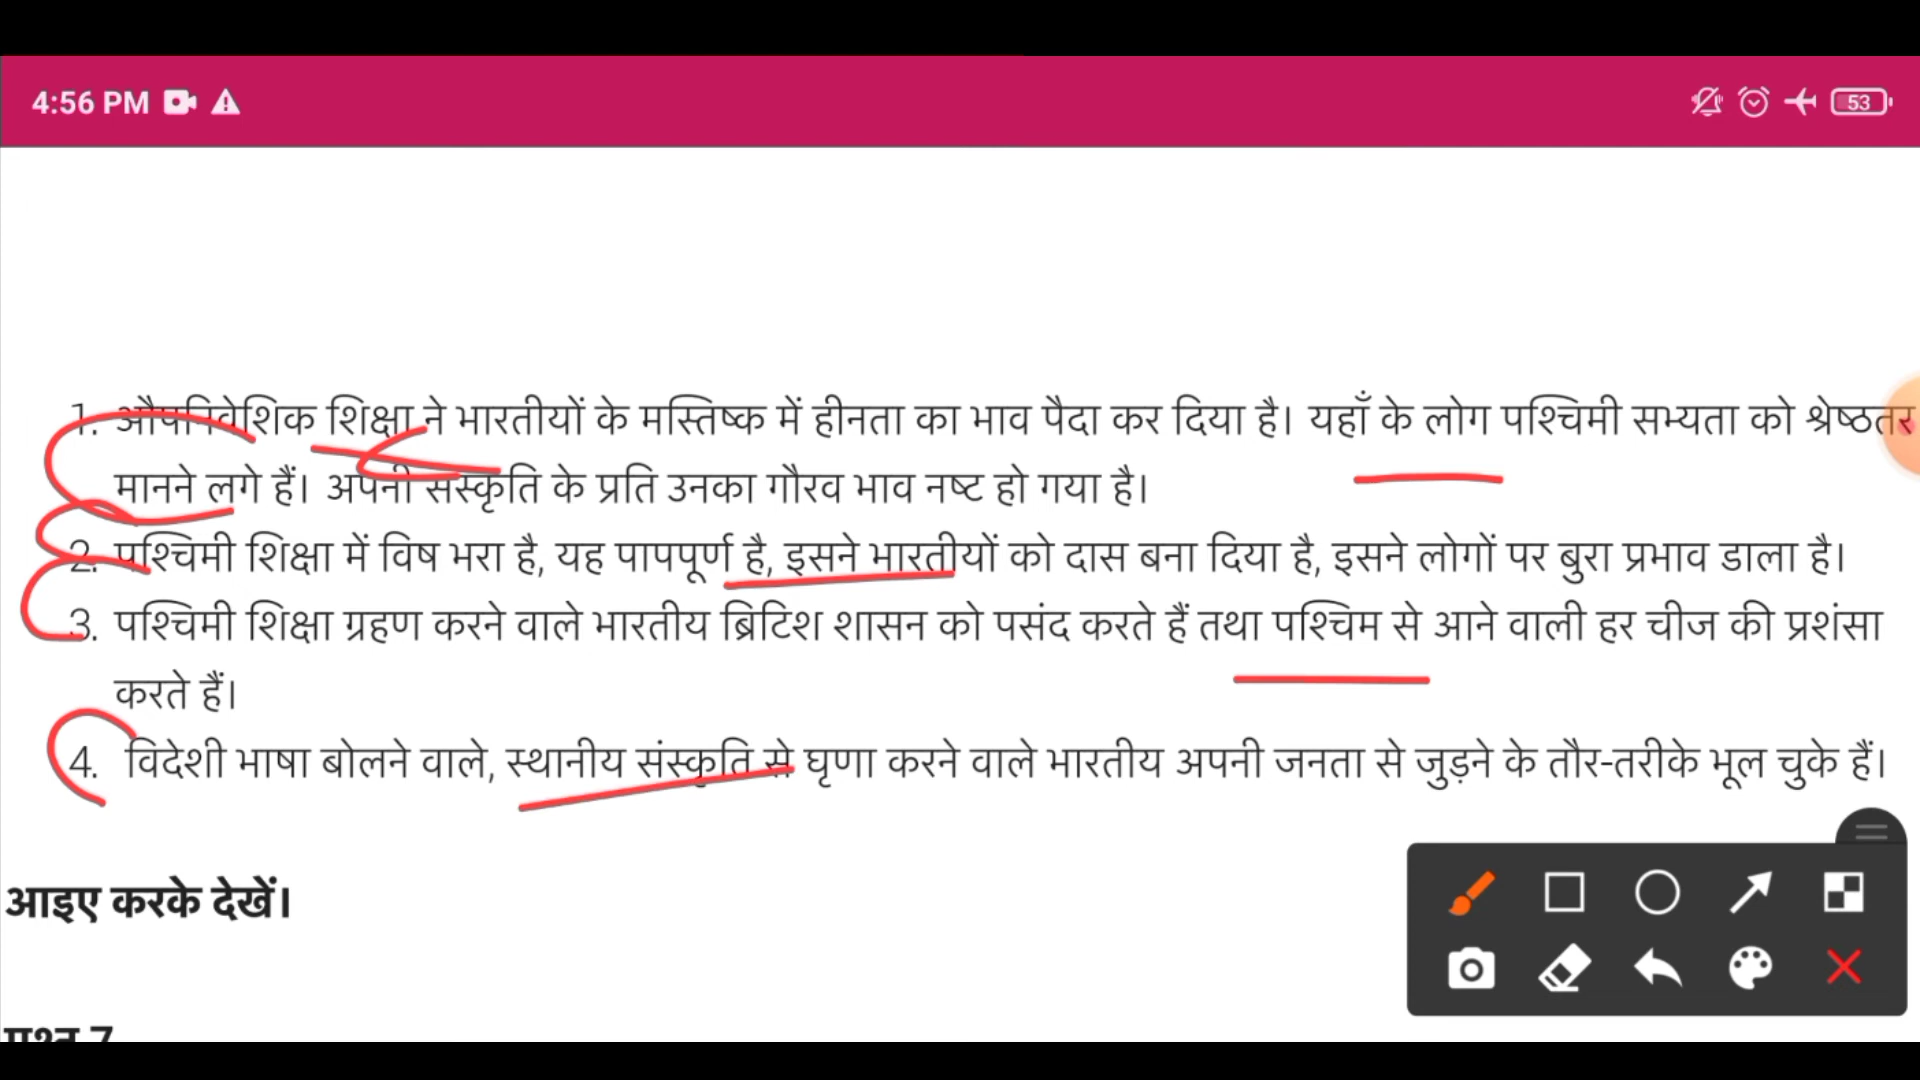 4:56 PM
53
1. औपनिवेशिक शिक्षा ने भारतीयों के मस्तिष्क में हीनता का भाव पैदा कर दिया है। यहाँ के लोग पश्चिमी सभ्यता को श्रेष्ठतर
मानने लगे हैं। अपनी संस्कृति के प्रति उनका गौरव भाव नष्ट हो गया है।
2. पश्चिमी शिक्षा में विष भरा है, यह पापपूर्ण है, इसने भारतीयों को दास बना दिया है, इसने लोगों पर बुरा प्रभाव डाला है।
3. पश्चिमी शिक्षा ग्रहण करने वाले भारतीय ब्रिटिश शासन को पसंद करते हैं तथा पश्चिम से आने वाली हर चीज की प्रशंसा
करते हैं।
4. विदेशी भाषा बोलने वाले, स्थानीय संस्कृति से घृणा करने वाले भारतीय अपनी जनता से जुड़ने के तौर-तरीके भूल चुके हैं।
आइए करके देखें।
प्रश्न 7